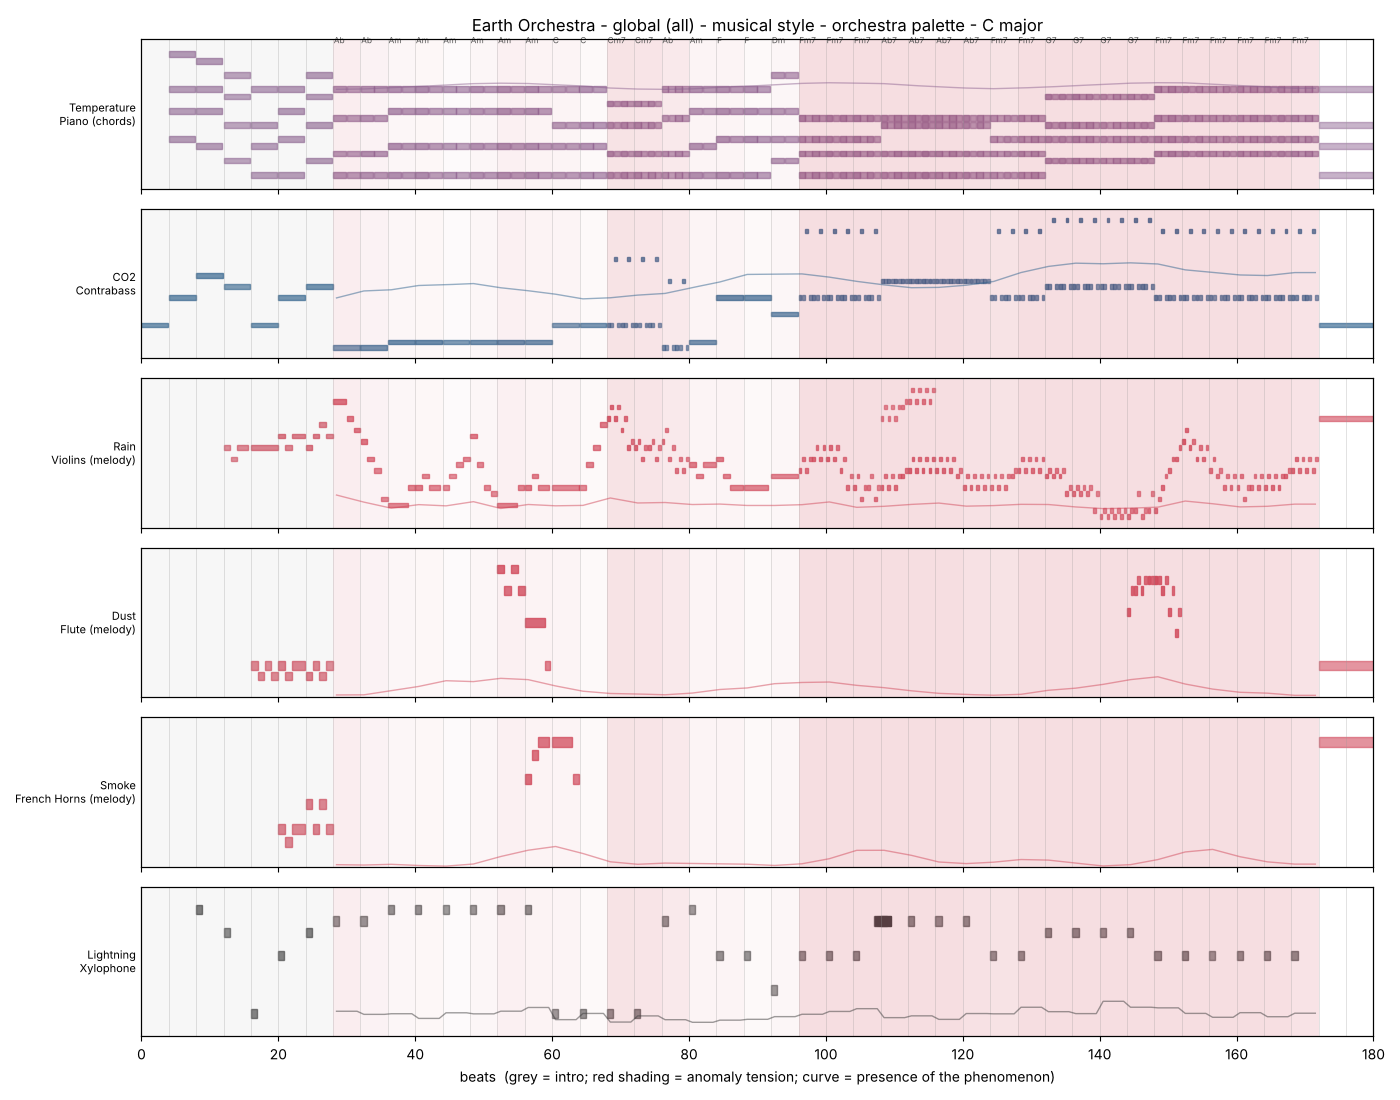 Earth Orchestra - global (all) - musical style - orchestra palette - C major
Ab Ab Am Am Am Am Am Am C C Cm7 Cm7 Ab Am F F Dm Fm7 Fm7 Fm7 Ab7 Ab7 Ab7 Ab7 Fm7 Fm7 G7 G7 G7 G7 Fm7 Fm7 Fm7 Fm7 Fm7 Fm7
Temperature
Piano (chords)
CO2
Contrabass
Rain
Violins (melody)
Dust
Flute (melody)
Smoke
French Horns (melody)
Lightning
Xylophone
0 20 40 60 80 100 120 140 160 180
beats (grey = intro; red shading = anomaly tension; curve = presence of the phenomenon)